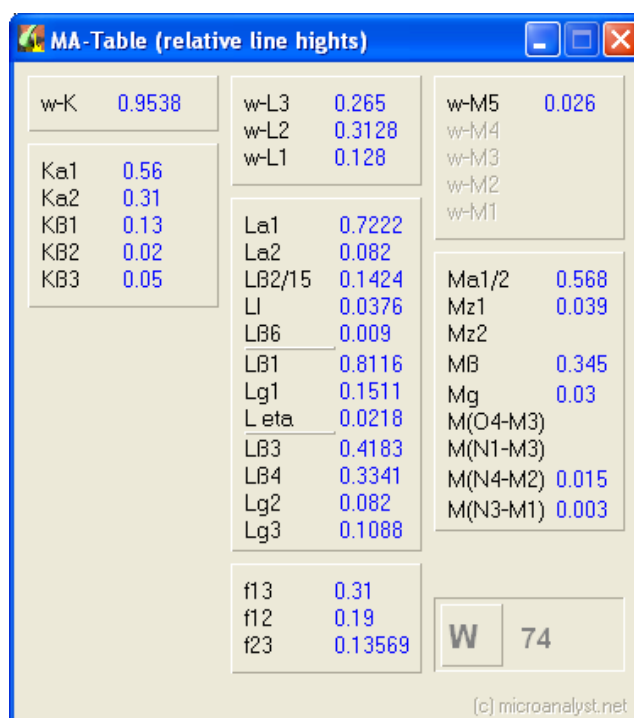 MA-Table (relative line hights)
w-K 0.9538
Ka1 0.56
Ka2 0.31
Kß1 0.13
Kß2 0.02
Kß3 0.05
w-L3 0.265
w-L2 0.3128
w-L1 0.128
La1 0.7222
La2 0.082
Lß2/15 0.1424
Ll 0.0376
Lß6 0.009
Lß1 0.8116
Lg1 0.1511
L eta 0.0218
Lß3 0.4183
Lß4 0.3341
Lg2 0.082
Lg3 0.1088
f13 0.31
f12 0.19
f23 0.13569
w-M5 0.026
w-M4
w-M3
w-M2
w-M1
Ma1/2 0.568
Mz1 0.039
Mz2
Mß 0.345
Mg 0.03
M(O4-M3)
M(N1-M3)
M(N4-M2) 0.015
M(N3-M1) 0.003
W 74
(c) microanalyst.net